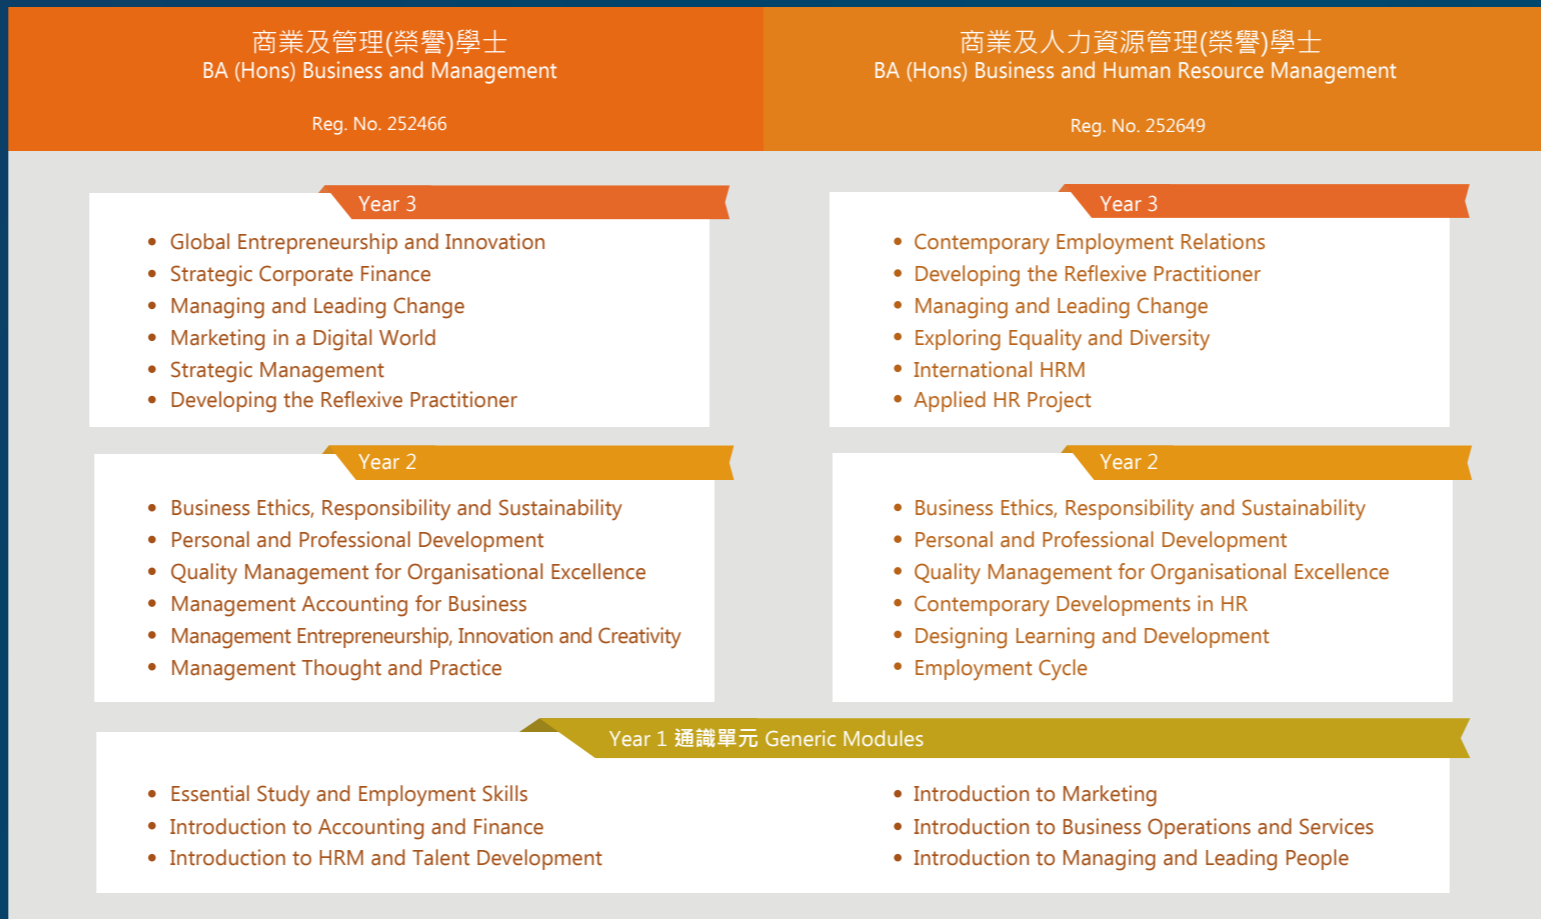 商業及管理(榮譽)學士
BA (Hons) Business and Management
Reg. No. 252466
商業及人力資源管理(榮譽)學士
BA (Hons) Business and Human Resource Management
Reg. No. 252649
Year 3
• Global Entrepreneurship and Innovation
• Strategic Corporate Finance
• Managing and Leading Change
• Marketing in a Digital World
• Strategic Management
• Developing the Reflexive Practitioner
Year 3
• Contemporary Employment Relations
• Developing the Reflexive Practitioner
• Managing and Leading Change
• Exploring Equality and Diversity
• International HRM
• Applied HR Project
Year 2
• Business Ethics, Responsibility and Sustainability
• Personal and Professional Development
• Quality Management for Organisational Excellence
• Management Accounting for Business
• Management Entrepreneurship, Innovation and Creativity
• Management Thought and Practice
Year 2
• Business Ethics, Responsibility and Sustainability
• Personal and Professional Development
• Quality Management for Organisational Excellence
• Contemporary Developments in HR
• Designing Learning and Development
• Employment Cycle
Year 1 通識單元 Generic Modules
• Essential Study and Employment Skills
• Introduction to Accounting and Finance
• Introduction to HRM and Talent Development
• Introduction to Marketing
• Introduction to Business Operations and Services
• Introduction to Managing and Leading People